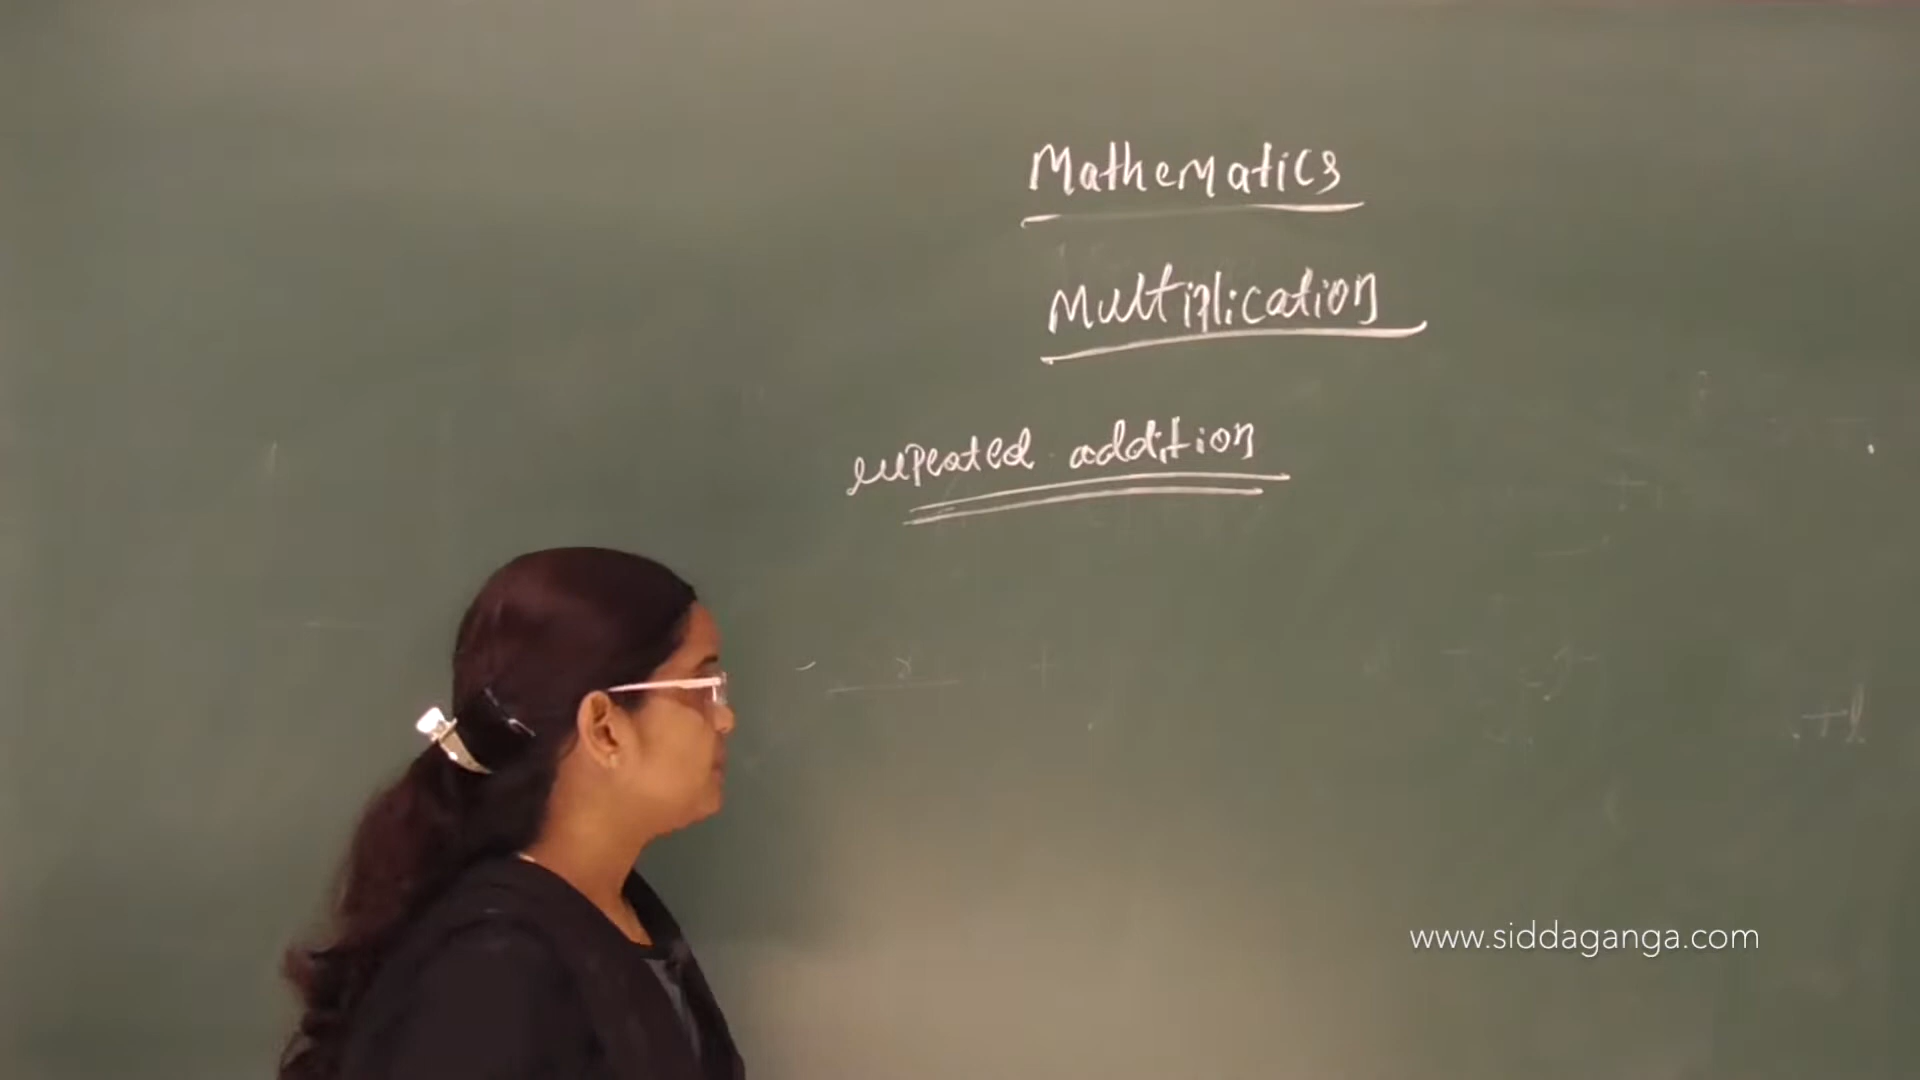 Mathematics
Multiplication
repeated addition
www.siddaganga.com